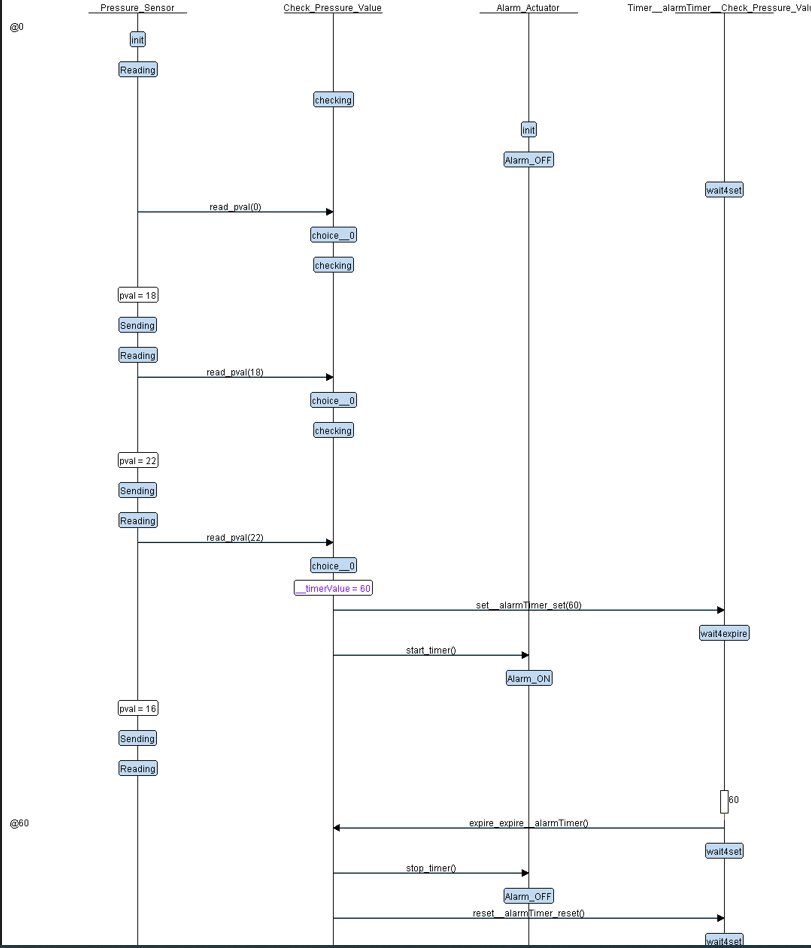 Pressure_Sensor Check_Pressure_Value Alarm_Actuator Timer__alarmTimer__Check_Pressure_Valu
@0
init
Reading
checking
init
Alarm_OFF
wait4set
read_pval(0)
choice__0
checking
pval = 18
Sending
Reading
read_pval(18)
choice__0
checking
pval = 22
Sending
Reading
read_pval(22)
choice__0
__timerValue = 60
set__alarmTimer_set(60)
wait4expire
start_timer()
Alarm_ON
pval = 16
Sending
Reading
60
@60
expire_expire__alarmTimer()
wait4set
stop_timer()
Alarm_OFF
reset__alarmTimer_reset()
wait4set